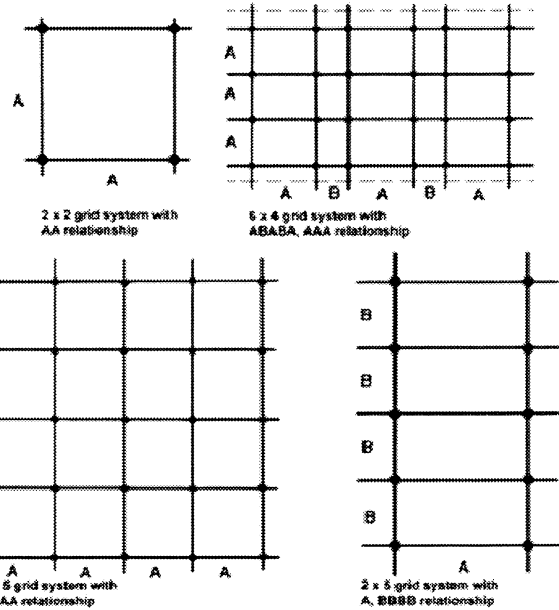 A
A
2 x 2 grid system with
AA relationship
A
A
A
A B A B A
6 x 4 grid system with
ABABA, AAA relationship
A A A A
5 grid system with
AA relationship
B
B
B
B
A
2 x 5 grid system with
A, BBBB relationship